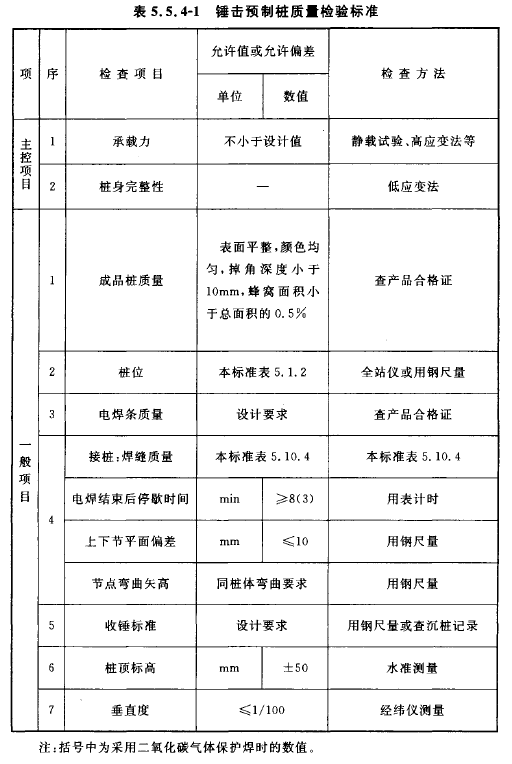 表 5.5.4-1 锤击预制桩质量检验标准
项 序 检查项目 允许值或允许偏差 检查方法
单位 数值
主控项目
1 承载力 不小于设计值 静载试验、高应变法等
2 桩身完整性 — 低应变法
一般项目
1 成品桩质量 表面平整,颜色均
匀,掉角深度小于
10mm,蜂窝面积小
于总面积的0.5% 查产品合格证
2 桩位 本标准表5.1.2 全站仪或用钢尺量
3 电焊条质量 设计要求 查产品合格证
4 接桩:焊缝质量 本标准表5.10.4 本标准表5.10.4
电焊结束后停歇时间 min ≥8(3) 用表计时
上下节平面偏差 mm ≤10 用钢尺量
节点弯曲矢高 同桩体弯曲要求 用钢尺量
5 收锤标准 设计要求 用钢尺量或查沉桩记录
6 桩顶标高 mm ±50 水准测量
7 垂直度 ≤1/100 经纬仪测量
注:括号中为采用二氧化碳气体保护焊时的数值。